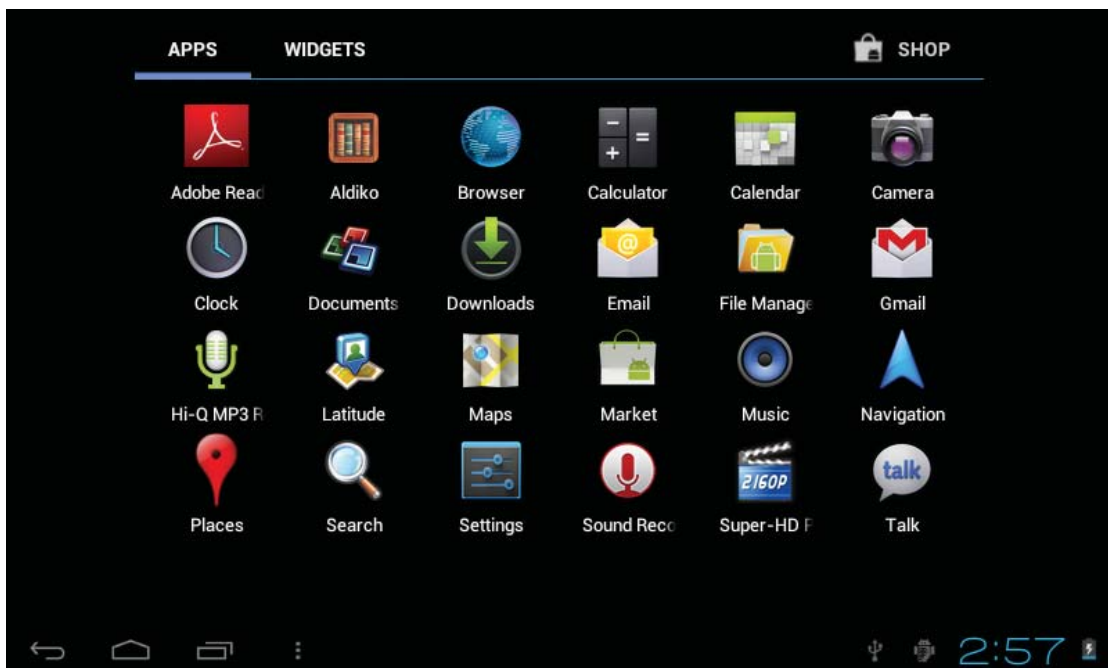 APPS WIDGETS SHOP
Adobe Read Aldiko Browser Calculator Calendar Camera
Clock Documents Downloads Email File Manage Gmail
Hi-Q MP3 R Latitude Maps Market Music Navigation
2160P talk
Places Search Settings Sound Reco Super-HD P Talk
2:57